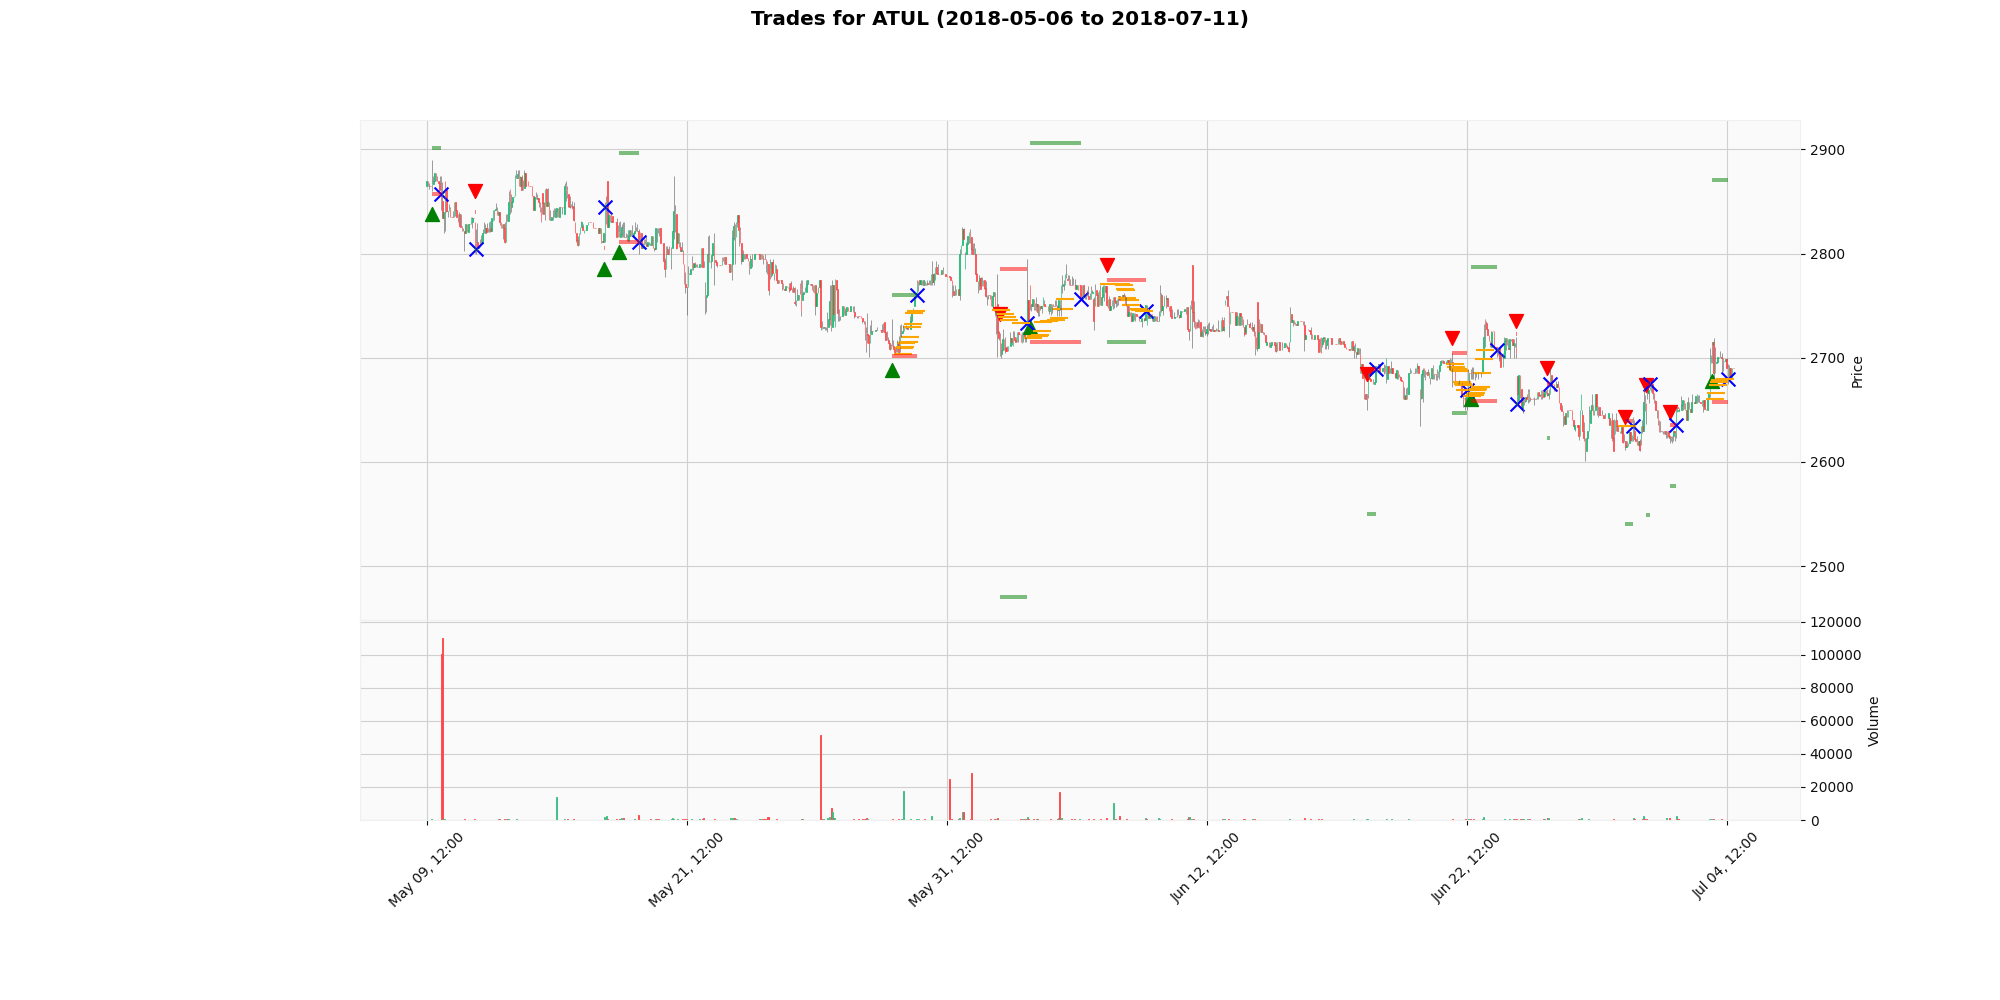 Trades for ATUL (2018-05-06 to 2018-07-11)
2900
2800
2700
2600
2500
Price
120000
100000
80000
60000
40000
20000
0
Volume
May 09, 12:00
May 21, 12:00
May 31, 12:00
Jun 12, 12:00
Jun 22, 12:00
Jul 04, 12:00